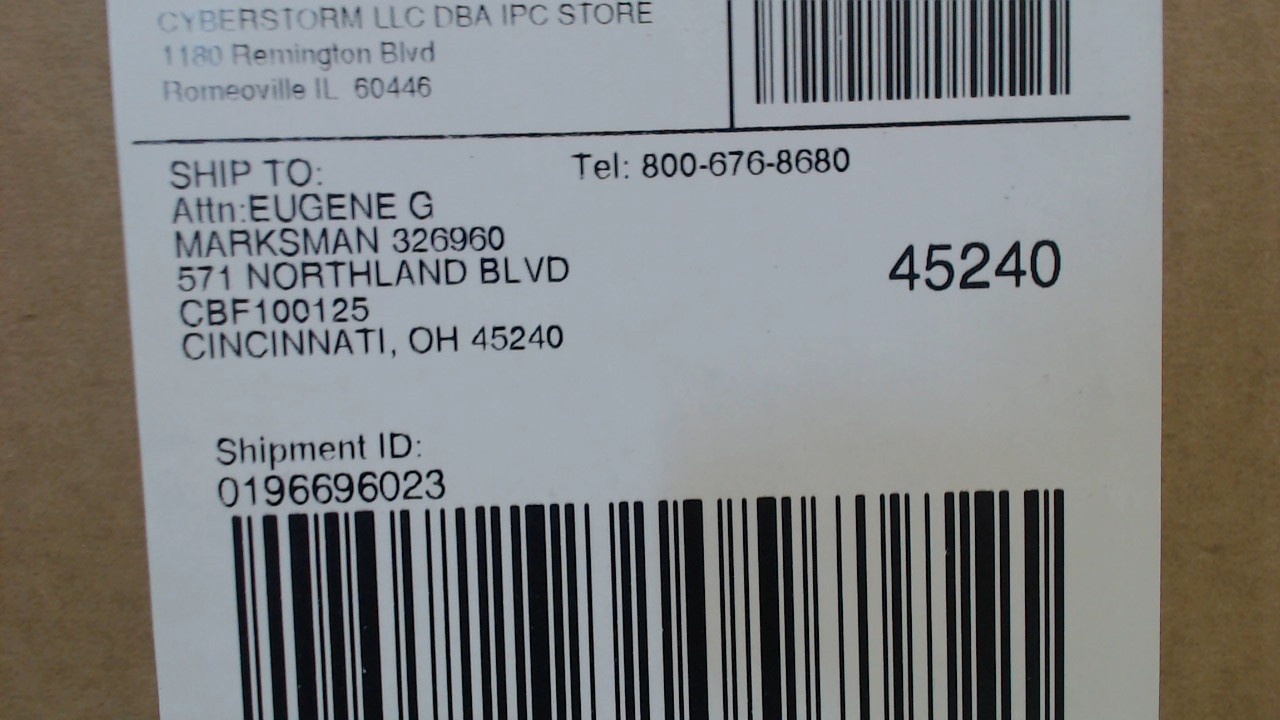 CYBERSTORM LLC DBA IPC STORE
1180 Remington Blvd
Romeoville IL 60446
SHIP TO:
Tel: 800-676-8680
Attn:EUGENE G
MARKSMAN 326960
571 NORTHLAND BLVD
45240
CBF100125
CINCINNATI, OH 45240
Shipment ID:
0196696023